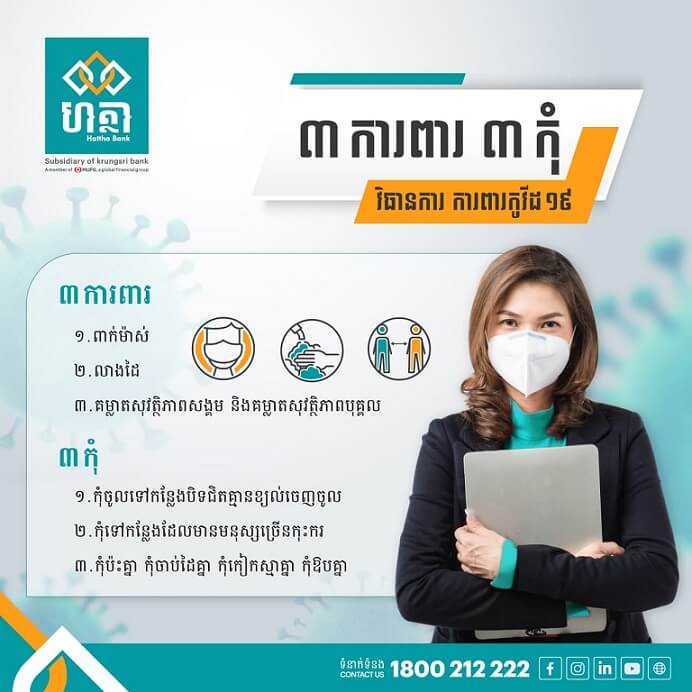 ហត្ថា
Hattha Bank
Subsidiary of krungsri bank
A member of MUFG, a global financial group
៣ ការពារ ៣ កុំ
វិធានការ ការពារកូវីដ ១៩
៣ ការពារ
១. ពាក់ម៉ាស់
២. លាងដៃ
៣. គម្លាតសុវត្ថិភាពសង្គម និងគម្លាតសុវត្ថិភាពបុគ្គល
៣ កុំ
១. កុំចូលទៅកន្លែងបិទជិតគ្មានខ្យល់ចេញចូល
២. កុំទៅកន្លែងដែលមានមនុស្សច្រើនកុះករ
៣. កុំប៉ះគ្នា កុំចាប់ដៃគ្នា កុំកៀកស្មាគ្នា កុំឱបគ្នា
ទំនាក់ទំនង
CONTACT US
1800 212 222